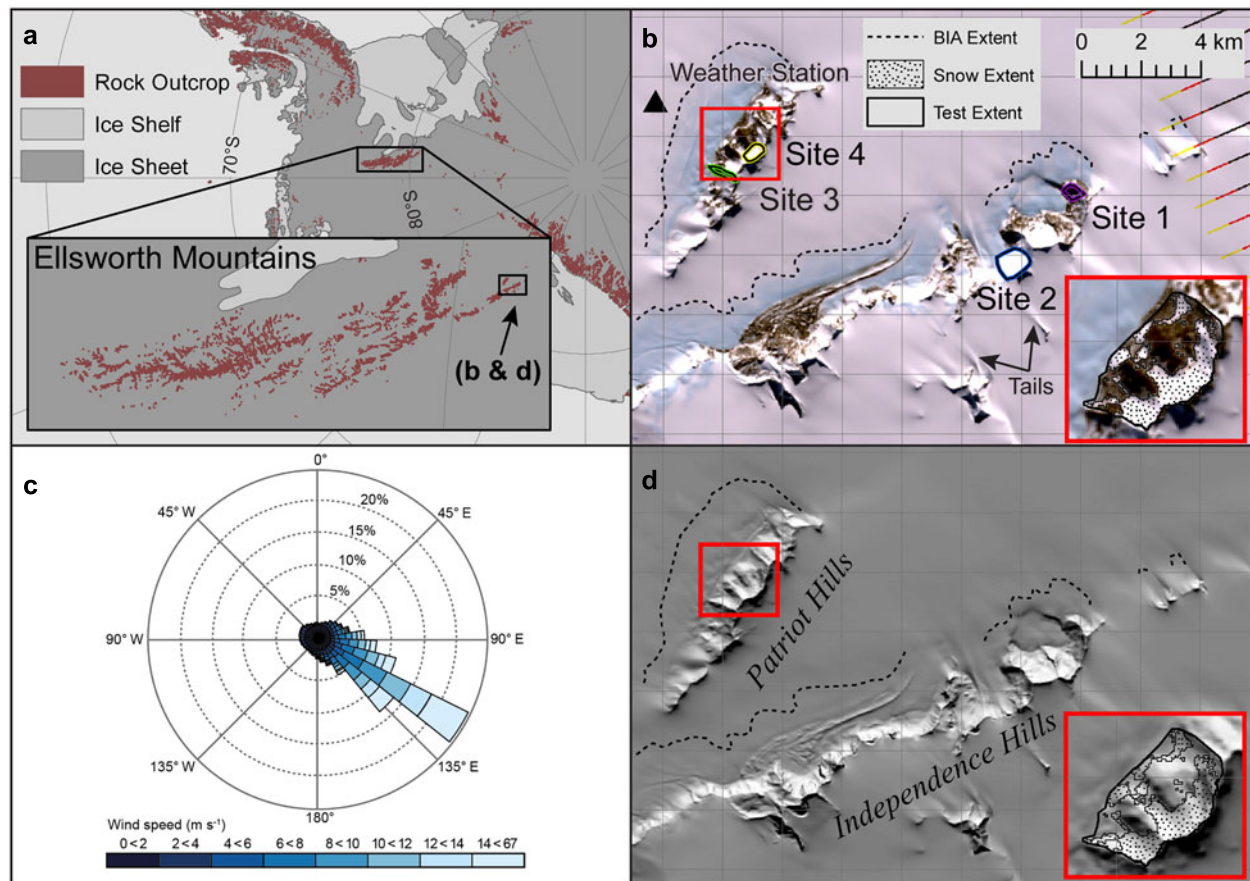 a
Rock Outcrop
Ice Shelf
Ice Sheet
70°S
80°S
Ellsworth Mountains
(b & d)
b
BIA Extent
Snow Extent
Test Extent
0 2 4 km
Weather Station
Site 4
Site 3
Site 1
Site 2
Tails
c
0°
45° W
45° E
20%
15%
10%
5%
90° W
90° E
135° W
135° E
180°
Wind speed (m s⁻¹)
0 < 2 2 < 4 4 < 6 6 < 8 8 < 10 10 < 12 12 < 14 14 < 67
d
Patriot Hills
Independence Hills